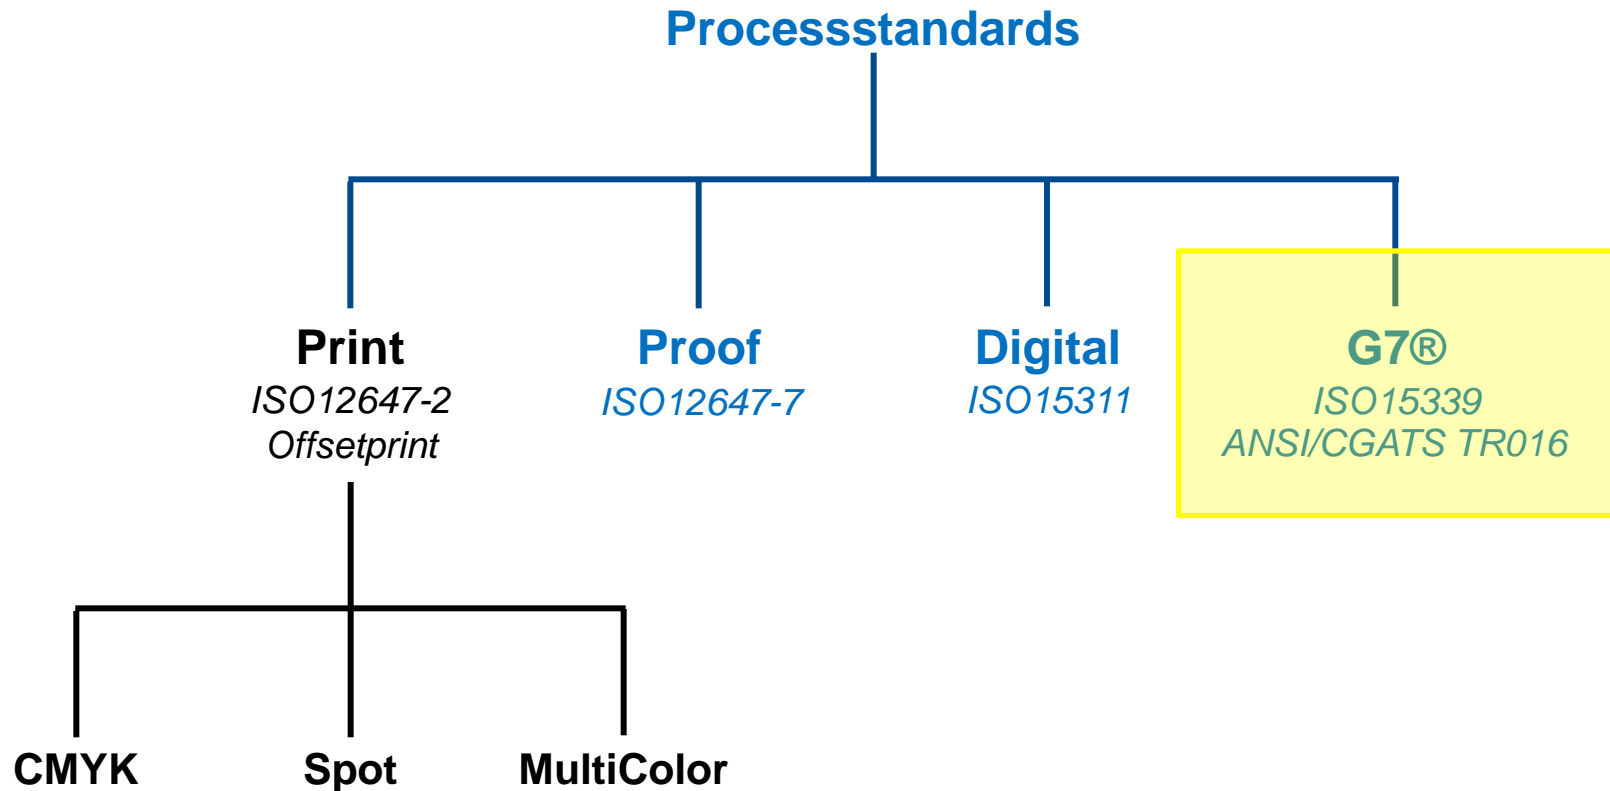 Processstandards
Print
ISO12647-2
Offsetprint
Proof
ISO12647-7
Digital
ISO15311
G7®
ISO15339
ANSI/CGATS TR016
CMYK
Spot
MultiColor